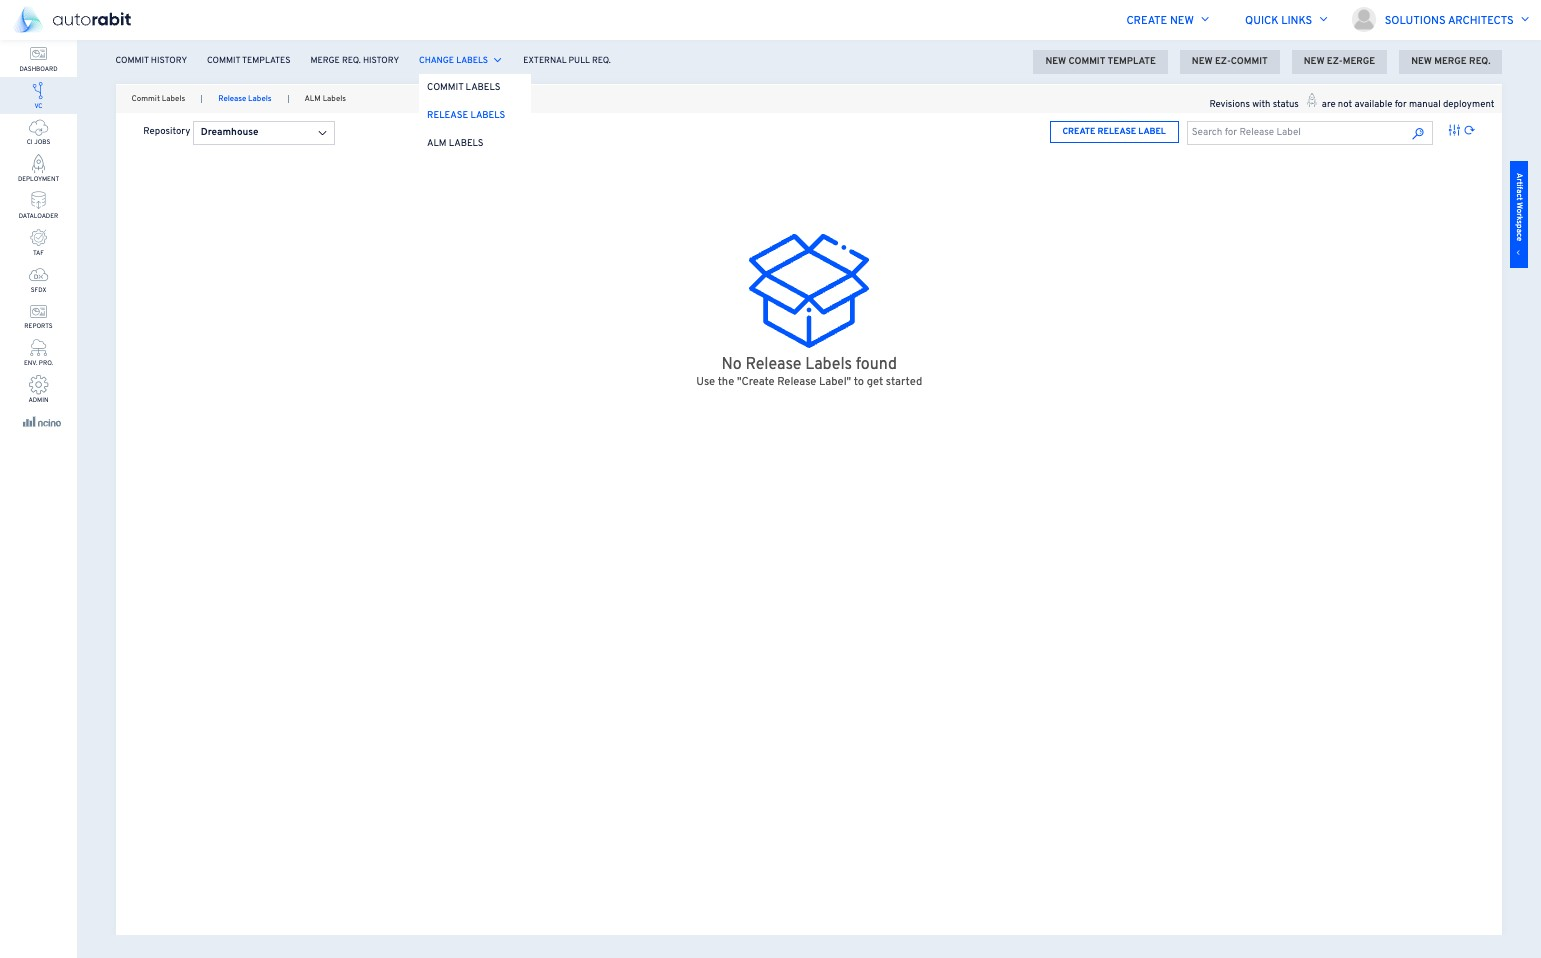 autorabit
CREATE NEW
QUICK LINKS
SOLUTIONS ARCHITECTS
DASHBOARD
VC
CI JOBS
DEPLOYMENT
DATALOADER
TAF
SFDX
REPORTS
ENV. PRO.
ADMIN
ncino
COMMIT HISTORY
COMMIT TEMPLATES
MERGE REQ. HISTORY
CHANGE LABELS
EXTERNAL PULL REQ.
NEW COMMIT TEMPLATE
NEW EZ-COMMIT
NEW EZ-MERGE
NEW MERGE REQ.
COMMIT LABELS
RELEASE LABELS
ALM LABELS
Commit Labels | Release Labels | ALM Labels
Revisions with status are not available for manual deployment
Repository Dreamhouse
CREATE RELEASE LABEL
Search for Release Label
Artifact Workspace
No Release Labels found
Use the "Create Release Label" to get started